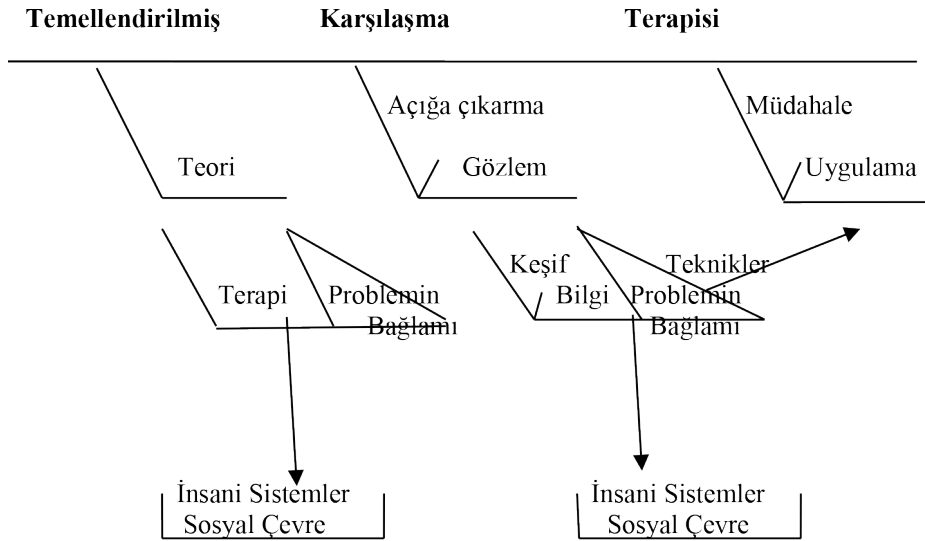 Temellendirilmiş Karşılaşma Terapisi
Açığa çıkarma Müdahale
Teori Gözlem Uygulama
Keşif Teknikler
Terapi Problemin Bilgi Problemin
Bağlamı Bağlamı
İnsani Sistemler İnsani Sistemler
Sosyal Çevre Sosyal Çevre